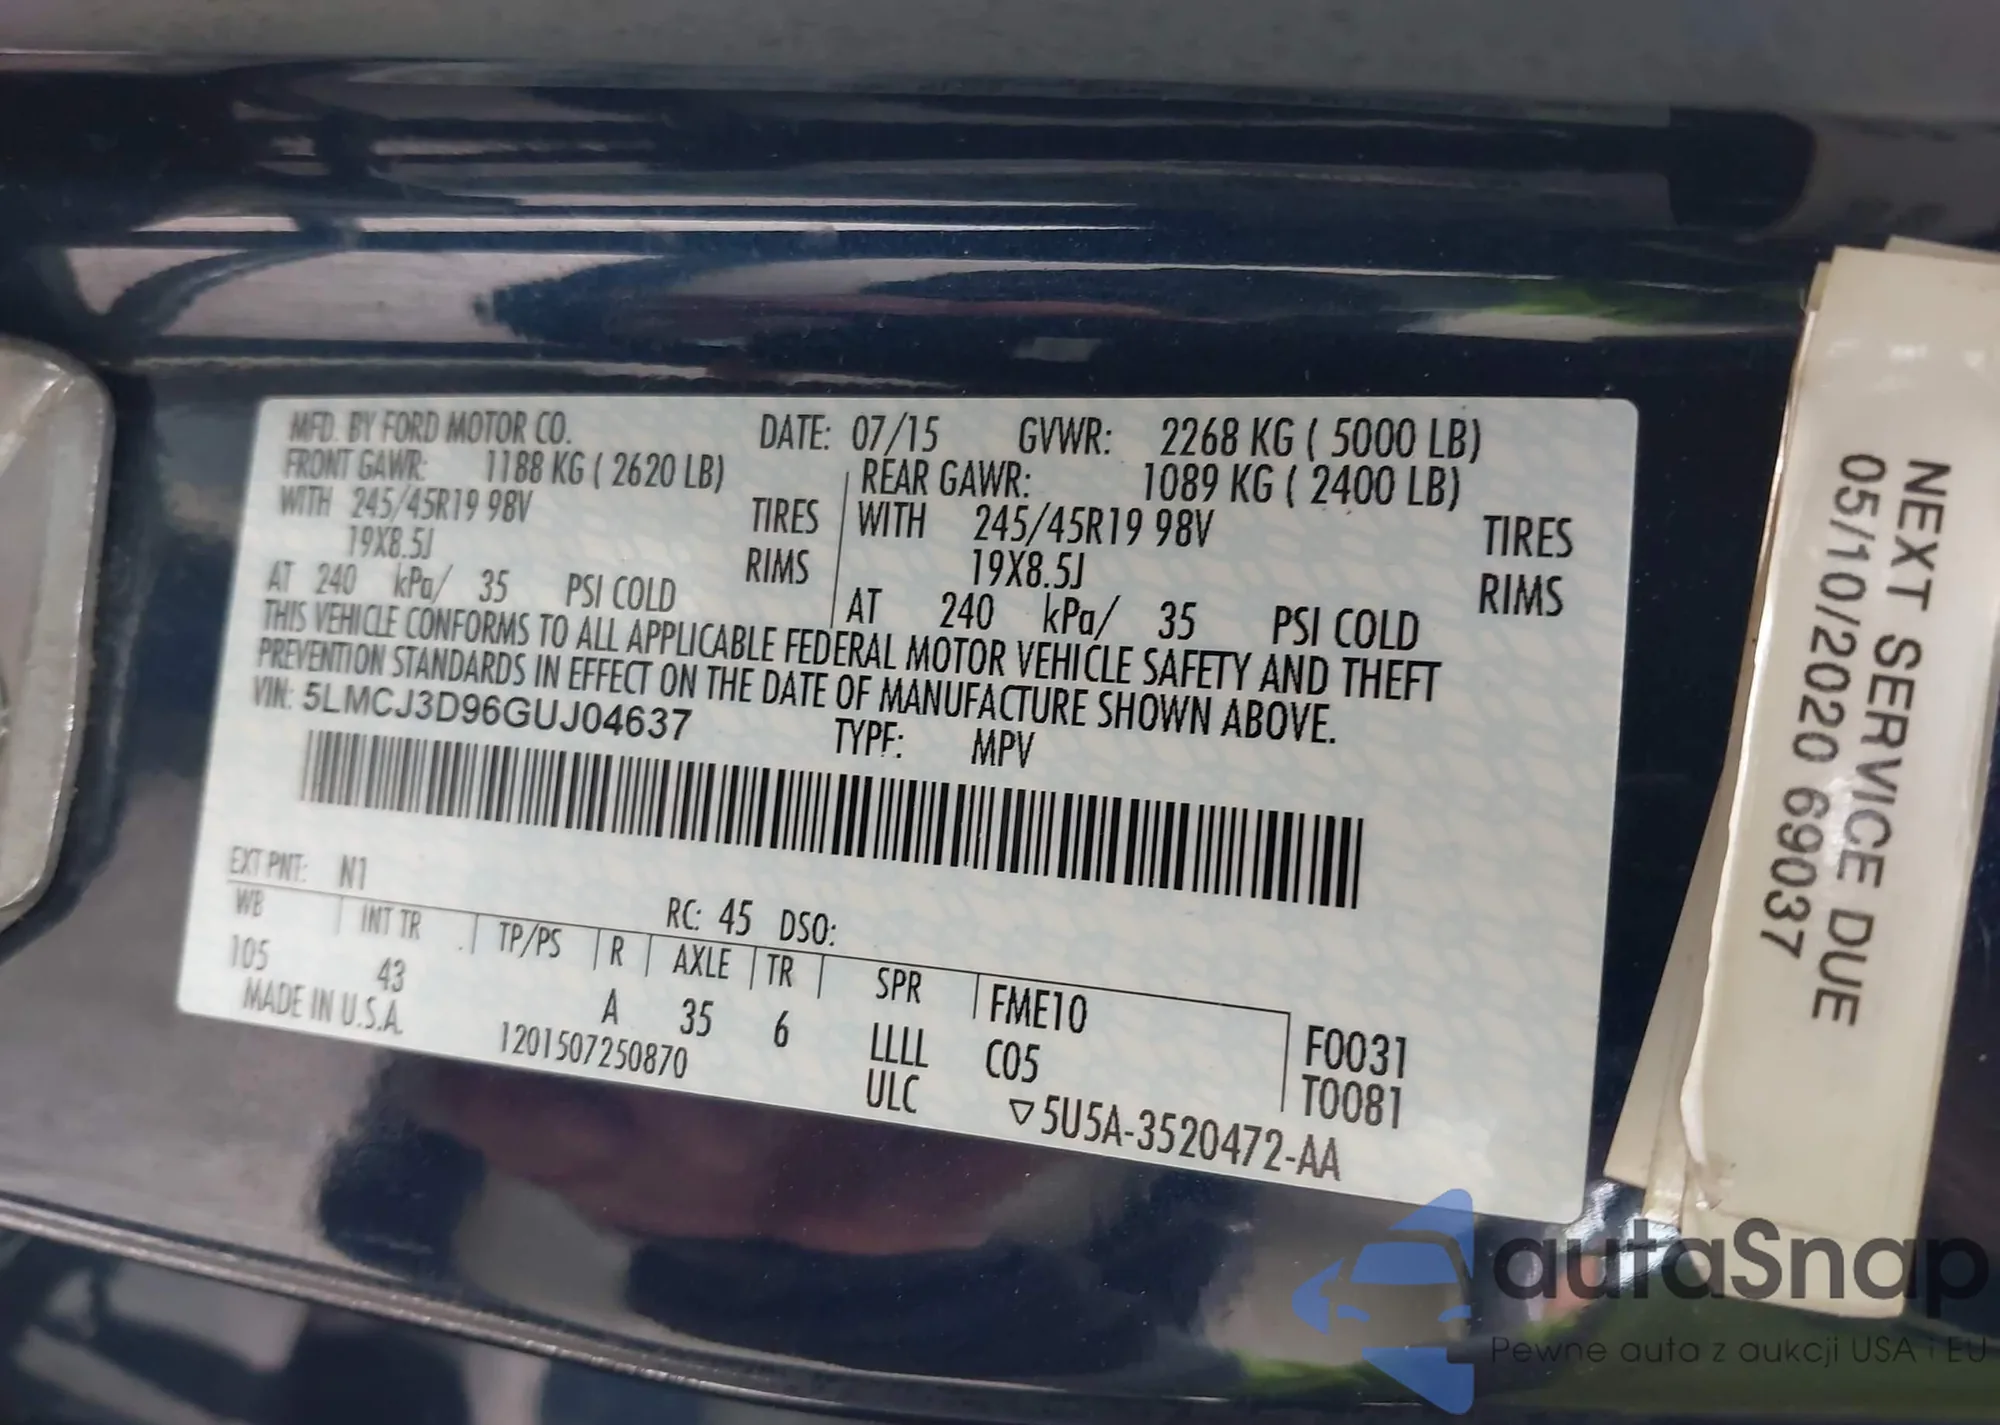 MFD. BY FORD MOTOR CO. DATE: 07/15 GVWR: 2268 KG ( 5000 LB)
FRONT GAWR: 1188 KG ( 2620 LB) REAR GAWR: 1089 KG ( 2400 LB)
WITH 245/45R19 98V TIRES WITH 245/45R19 98V TIRES
19X8.5J RIMS 19X8.5J RIMS
AT 240 kPa/ 35 PSI COLD AT 240 kPa/ 35 PSI COLD
THIS VEHICLE CONFORMS TO ALL APPLICABLE FEDERAL MOTOR VEHICLE SAFETY AND THEFT
PREVENTION STANDARDS IN EFFECT ON THE DATE OF MANUFACTURE SHOWN ABOVE.
VIN: 5LMCJ3D96GUJ04637 TYPE: MPV
EXT PNT: N1 RC: 45 DSO:
WB INT TR TP/PS R AXLE TR SPR FME10
105 43 A 35 6 LLLL C05 F0031
MADE IN U.S.A. 1201507250870 ULC T0081
▽5U5A-3520472-AA
NEXT SERVICE DUE
05/10/2020 69037
autaSnap
Pewne auta z aukcji USA i EU